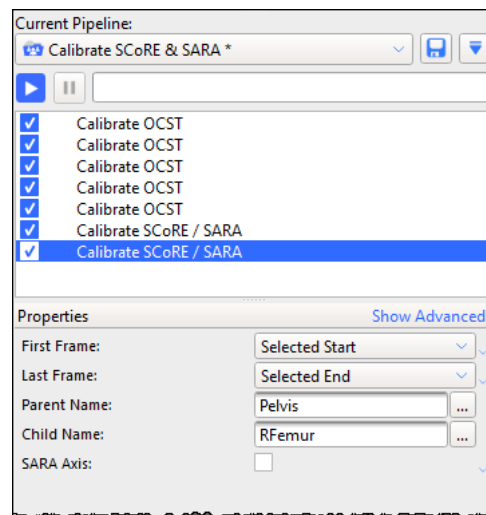 Current Pipeline:
Calibrate SCoRE & SARA *
Calibrate OCST
Calibrate OCST
Calibrate OCST
Calibrate OCST
Calibrate OCST
Calibrate SCoRE / SARA
Calibrate SCoRE / SARA
Properties Show Advanced
First Frame: Selected Start
Last Frame: Selected End
Parent Name: Pelvis ...
Child Name: RFemur ...
SARA Axis: